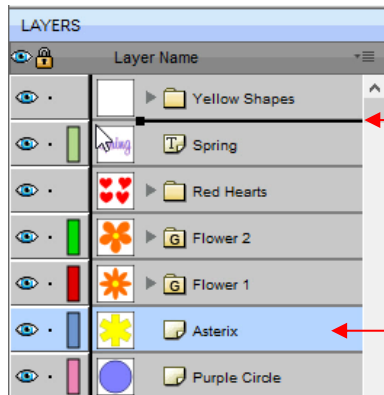 LAYERS
Layer Name
Yellow Shapes
Spring
Red Hearts
G Flower 2
G Flower 1
Asterix
Purple Circle